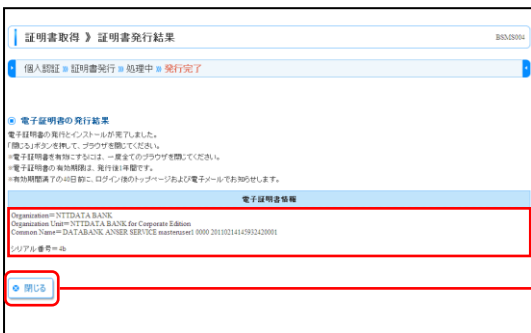 証明書取得 》 証明書発行結果
BSMS004
個人認証 » 証明書発行 » 処理中 » 発行完了
電子証明書の発行結果
電子証明書の発行とインストールが完了しました。
「閉じる」ボタンを押して、ブラウザを閉じてください。
※電子証明書を有効にするには、一度全てのブラウザを閉じてください。
※電子証明書の有効期限は、発行後1年間です。
※有効期間満了の40日前に、ログイン後のトップページおよび電子メールでお知らせします。
電子証明書情報
Organization= NTTDATA BANK
Organization Unit= NTTDATA BANK for Corporate Edition
Common Name= DATABANK ANSER SERVICE masteruser1 0000 20110214145932420001
シリアル番号= 4b
閉じる